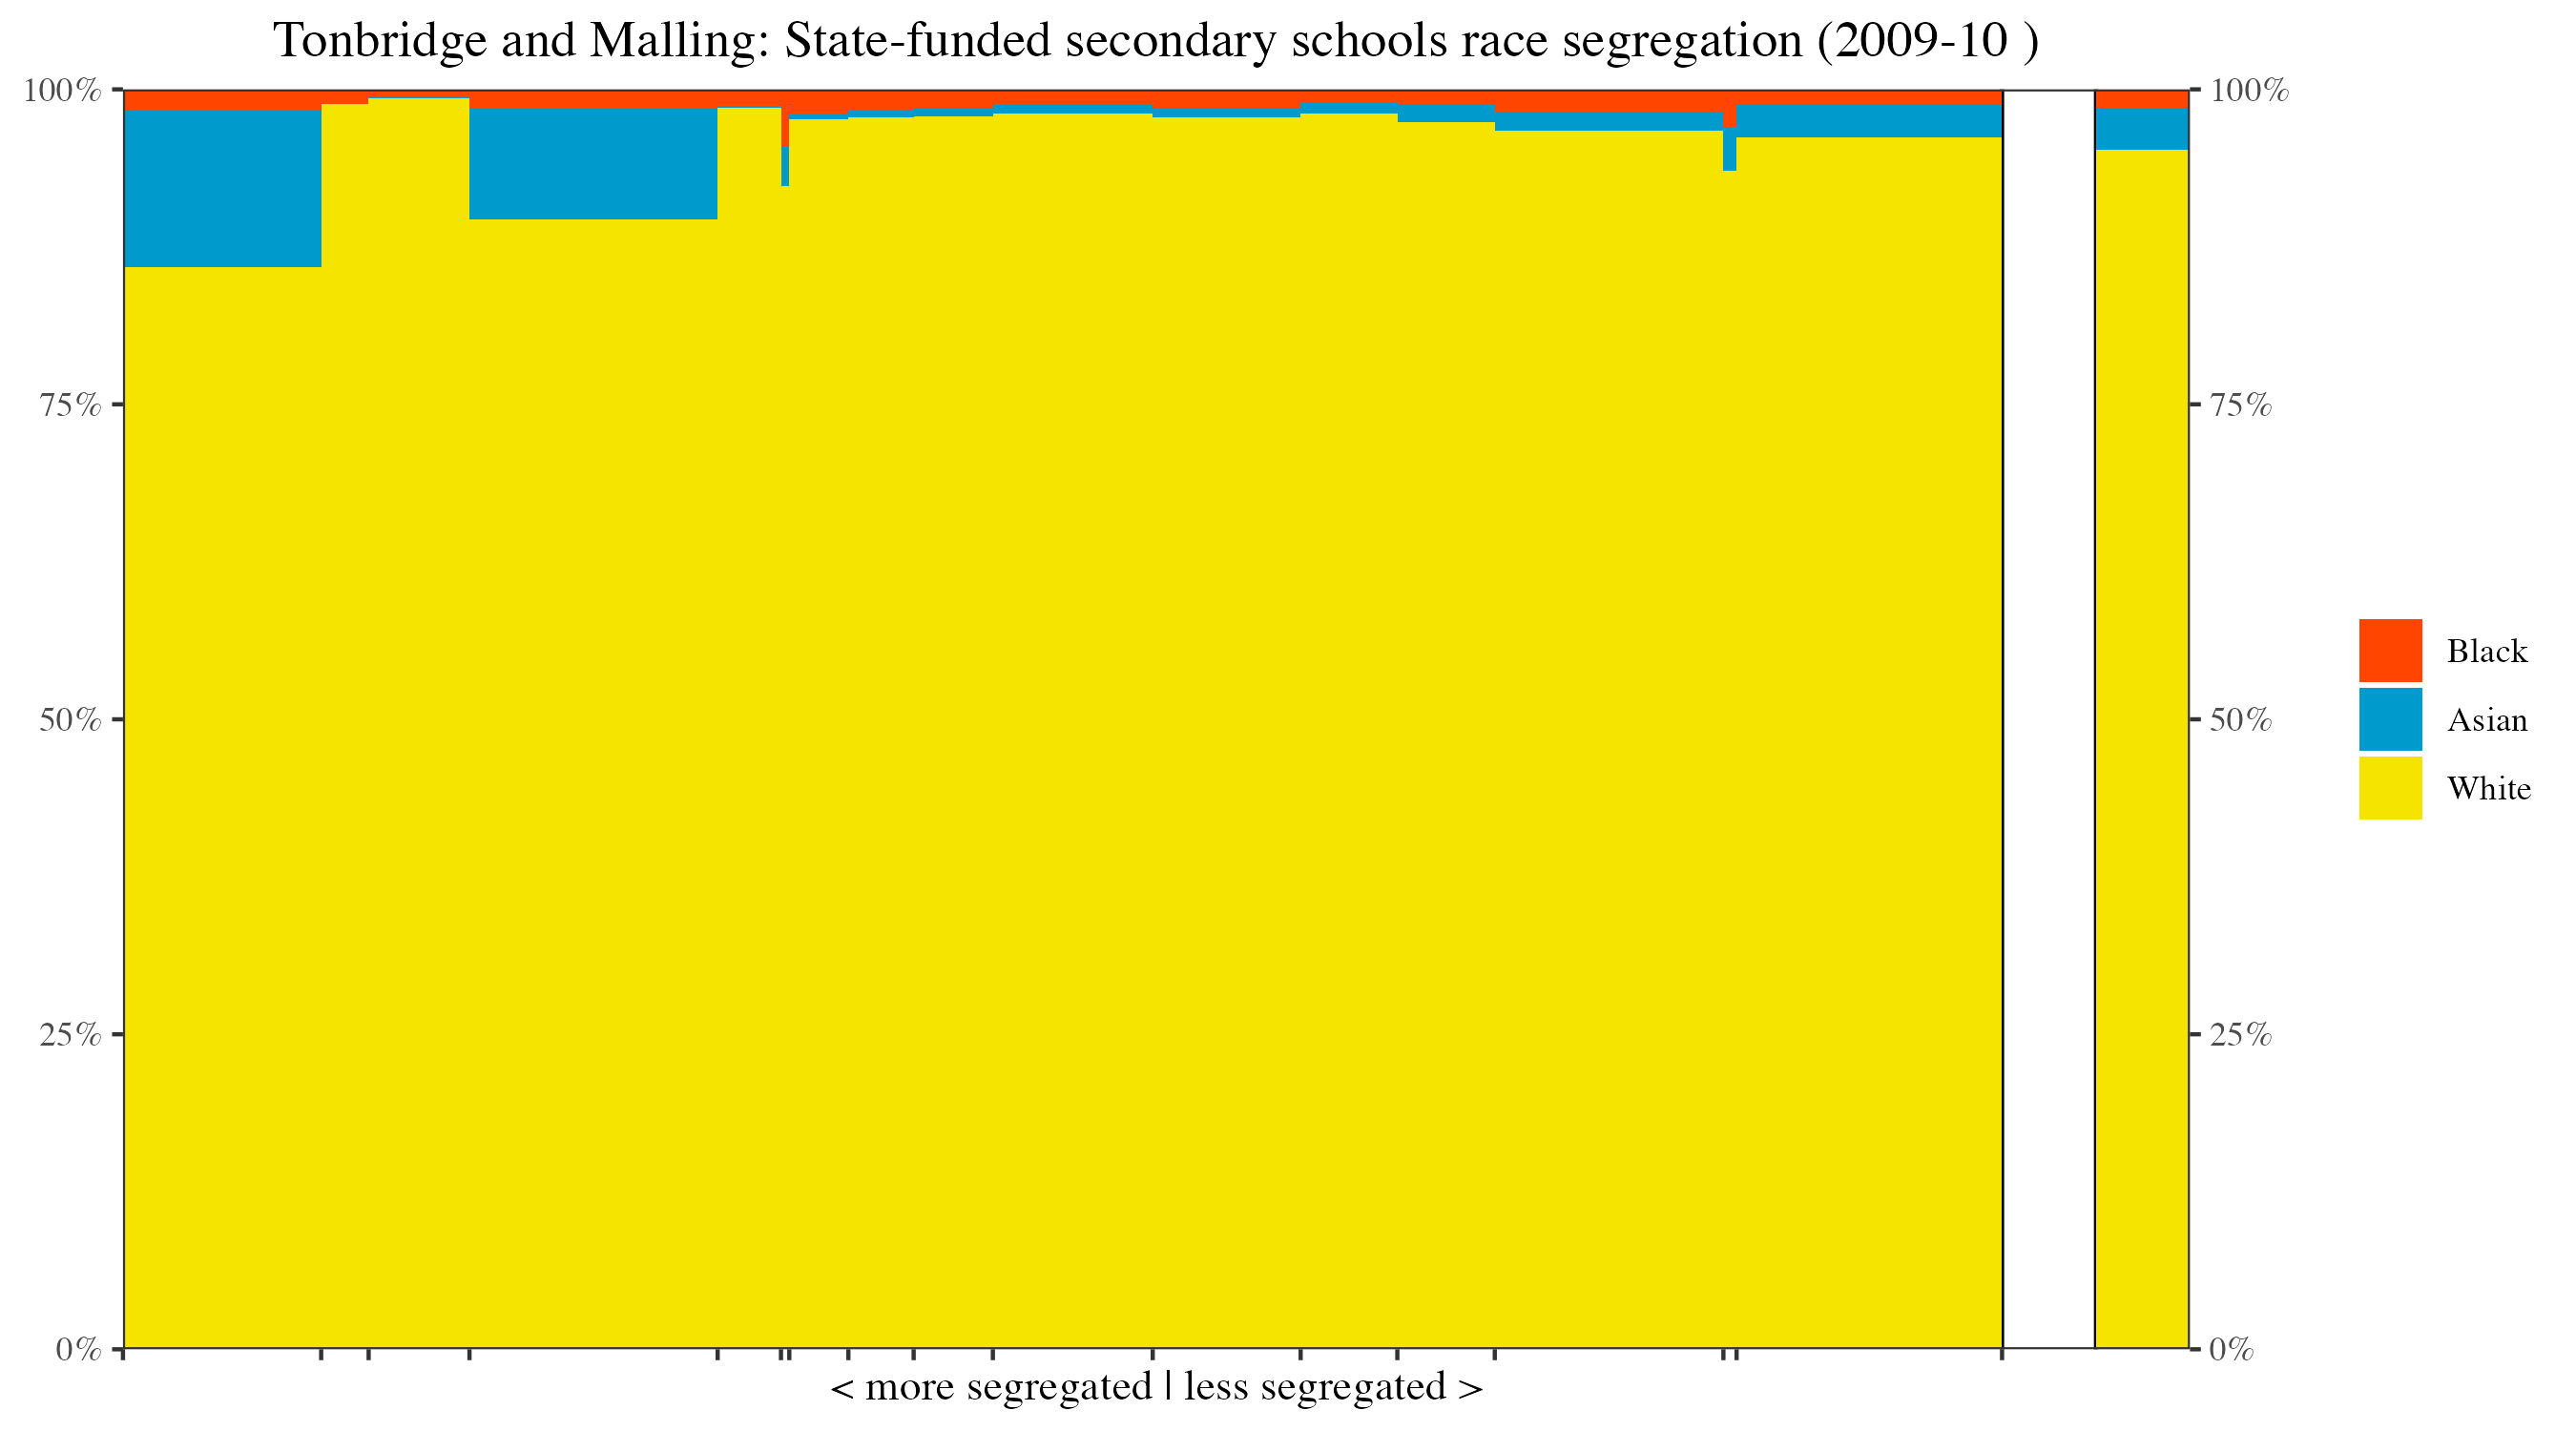 Tonbridge and Malling: State-funded secondary schools race segregation (2009-10 )
100%
75%
50%
25%
0%
100%
75%
50%
25%
0%
Black
Asian
White
< more segregated | less segregated >